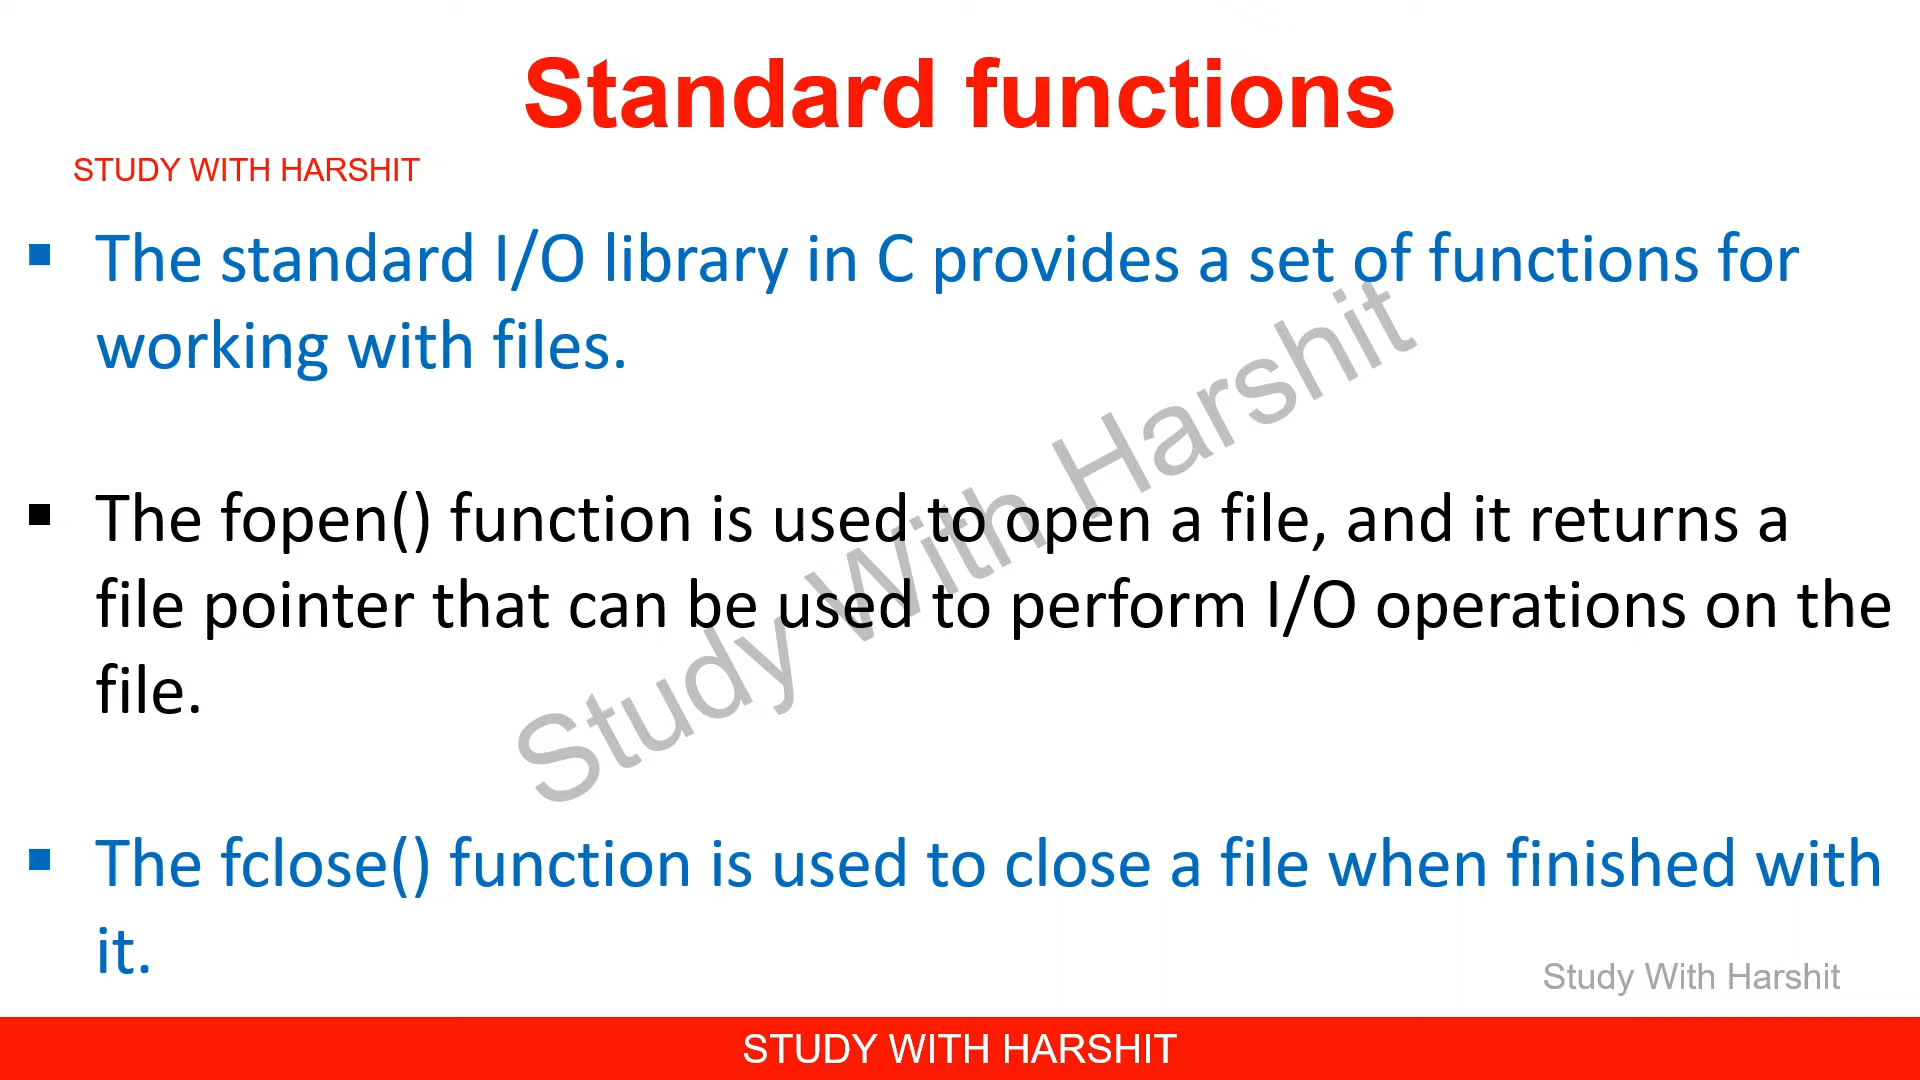 Standard functions
STUDY WITH HARSHIT
▪ The standard I/O library in C provides a set of functions for
working with files.
▪ The fopen() function is used to open a file, and it returns a
file pointer that can be used to perform I/O operations on the
file.
Study With Harshit
▪ The fclose() function is used to close a file when finished with
it.
Study With Harshit
STUDY WITH HARSHIT